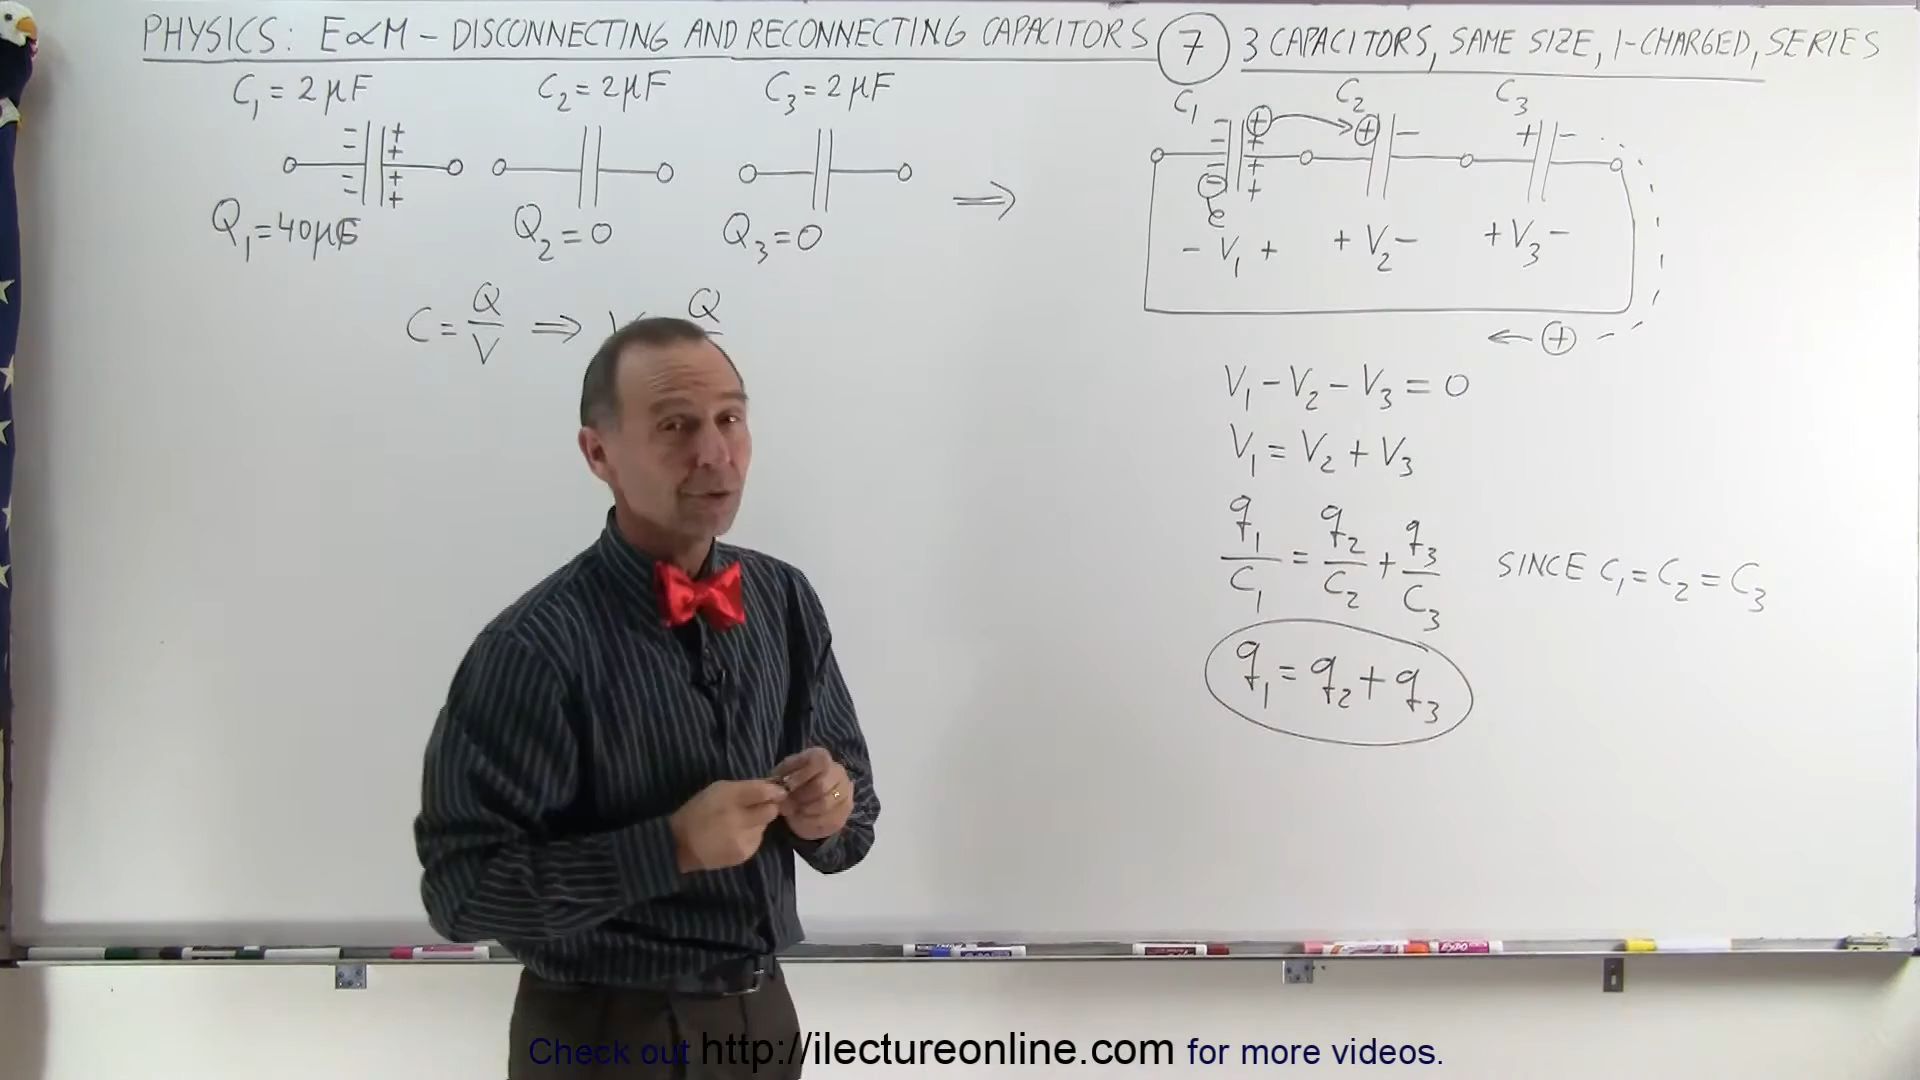 PHYSICS: E∝M – DISCONNECTING AND RECONNECTING CAPACITORS 7 3 CAPACITORS, SAME SIZE, 1-CHARGED, SERIES
C₁ = 2μF C₂ = 2μF C₃ = 2μF
Q₁ = 40μC Q₂ = 0 Q₃ = 0
C = Q/V ⇒ V Q
⇒
C₁ C₂ C₃
e
- V₁ + + V₂ - + V₃ -
← ⊕
V₁ - V₂ - V₃ = 0
V₁ = V₂ + V₃
q₁/C₁ = q₂/C₂ + q₃/C₃ SINCE C₁ = C₂ = C₃
q₁ = q₂ + q₃
EXPO
Check out http://ilectureonline.com for more videos.